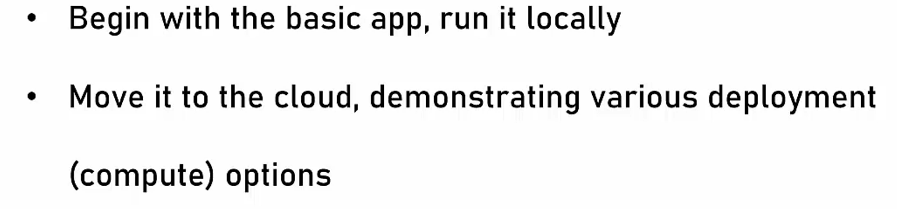 • Begin with the basic app, run it locally
• Move it to the cloud, demonstrating various deployment
(compute) options